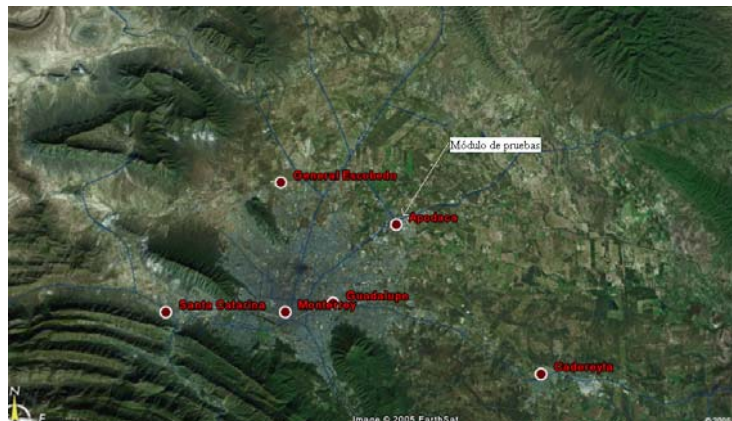 Módulo de pruebas
General Escobedo
Apodaca
Guadalupe
Santa Catarina
Monterrey
Cadereyta
N
E
Image © 2005 EarthSat